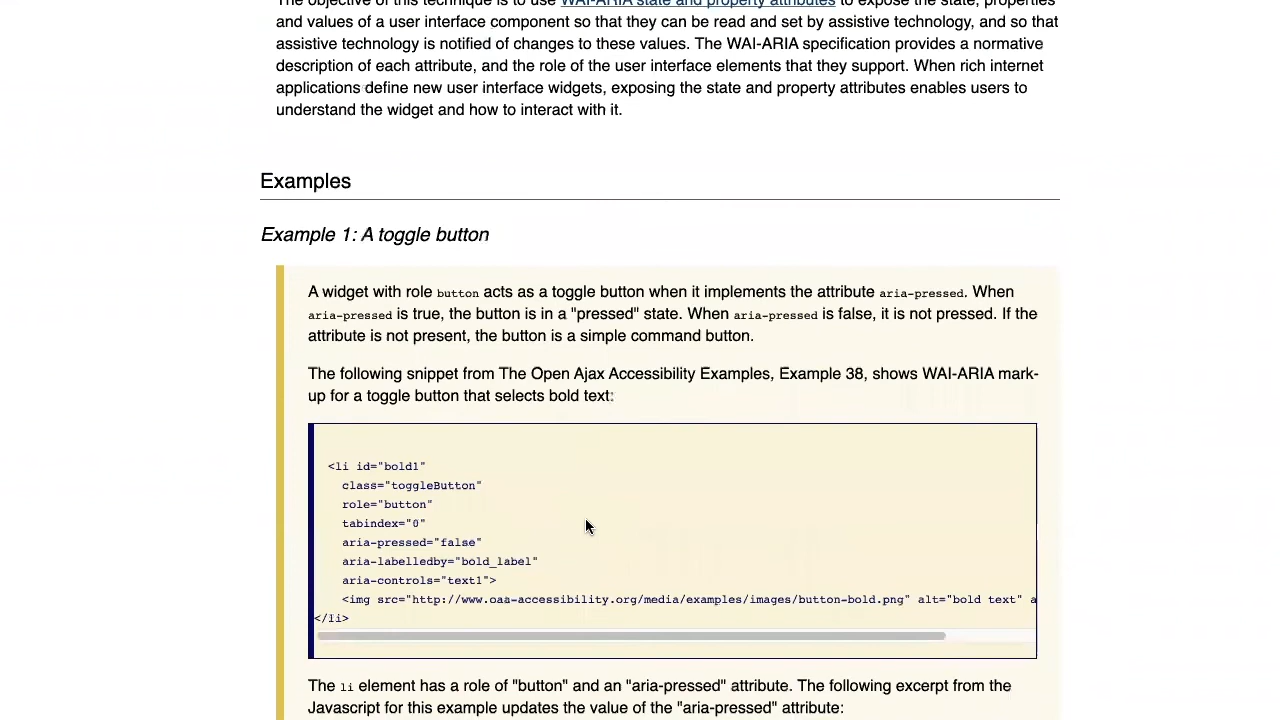 The objective of this technique is to use WAI-ARIA state and property attributes to expose the state, properties
and values of a user interface component so that they can be read and set by assistive technology, and so that
assistive technology is notified of changes to these values. The WAI-ARIA specification provides a normative
description of each attribute, and the role of the user interface elements that they support. When rich internet
applications define new user interface widgets, exposing the state and property attributes enables users to
understand the widget and how to interact with it.
Examples
Example 1: A toggle button
A widget with role button acts as a toggle button when it implements the attribute aria-pressed. When
aria-pressed is true, the button is in a "pressed" state. When aria-pressed is false, it is not pressed. If the
attribute is not present, the button is a simple command button.
The following snippet from The Open Ajax Accessibility Examples, Example 38, shows WAI-ARIA mark-
up for a toggle button that selects bold text:
<li id="bold1"
class="toggleButton"
role="button"
tabindex="0"
aria-pressed="false"
aria-labelledby="bold_label"
aria-controls="text1">
<img src="http://www.oaa-accessibility.org/media/examples/images/button-bold.png" alt="bold text" a
</li>
The li element has a role of "button" and an "aria-pressed" attribute. The following excerpt from the
Javascript for this example updates the value of the "aria-pressed" attribute: